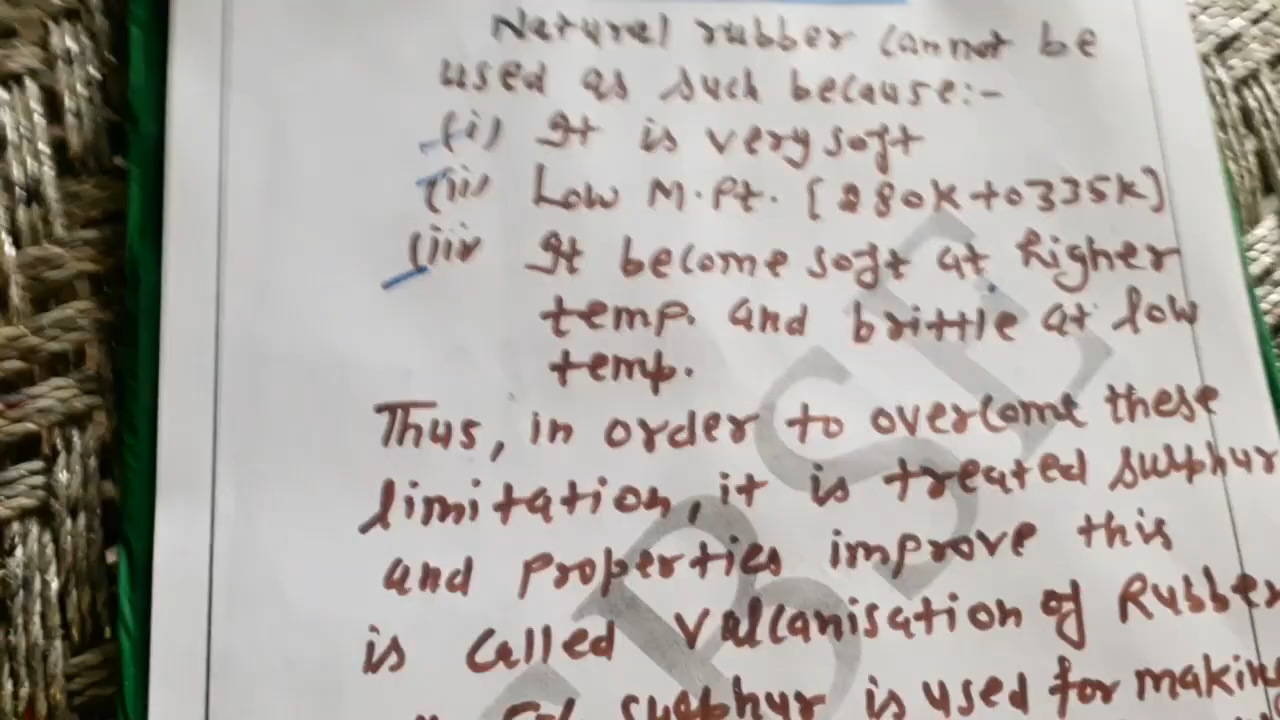 Natural rubber cannot be
used as such because:-
(i) It is very soft
(ii) Low M.Pt. [280K to 335K]
(iii) It become soft at higher
temp. and brittle at low
temp.
Thus, in order to overcome these
limitation, it is treated sulphur
and properties improve this
is called Valcanisation of Rubber
sulphur is used for making
CBSE